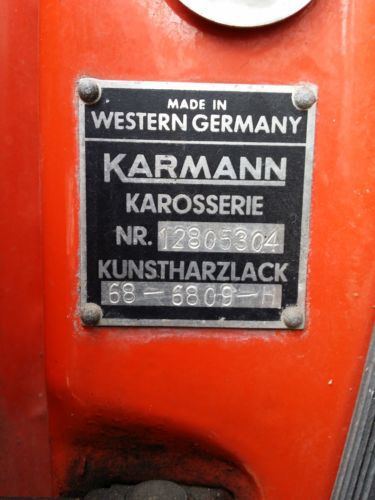 MADE IN
WESTERN GERMANY
KARMANN
KAROSSERIE
NR. 12805304
KUNSTHARZLACK
68-6809-H